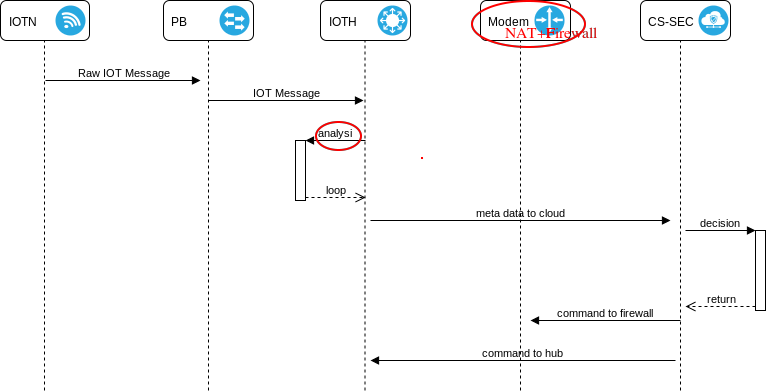 IOTN
PB
IOTH
Modem
CS-SEC
NAT+Firewall
Raw IOT Message
IOT Message
analysi
loop
meta data to cloud
decision
return
command to firewall
command to hub